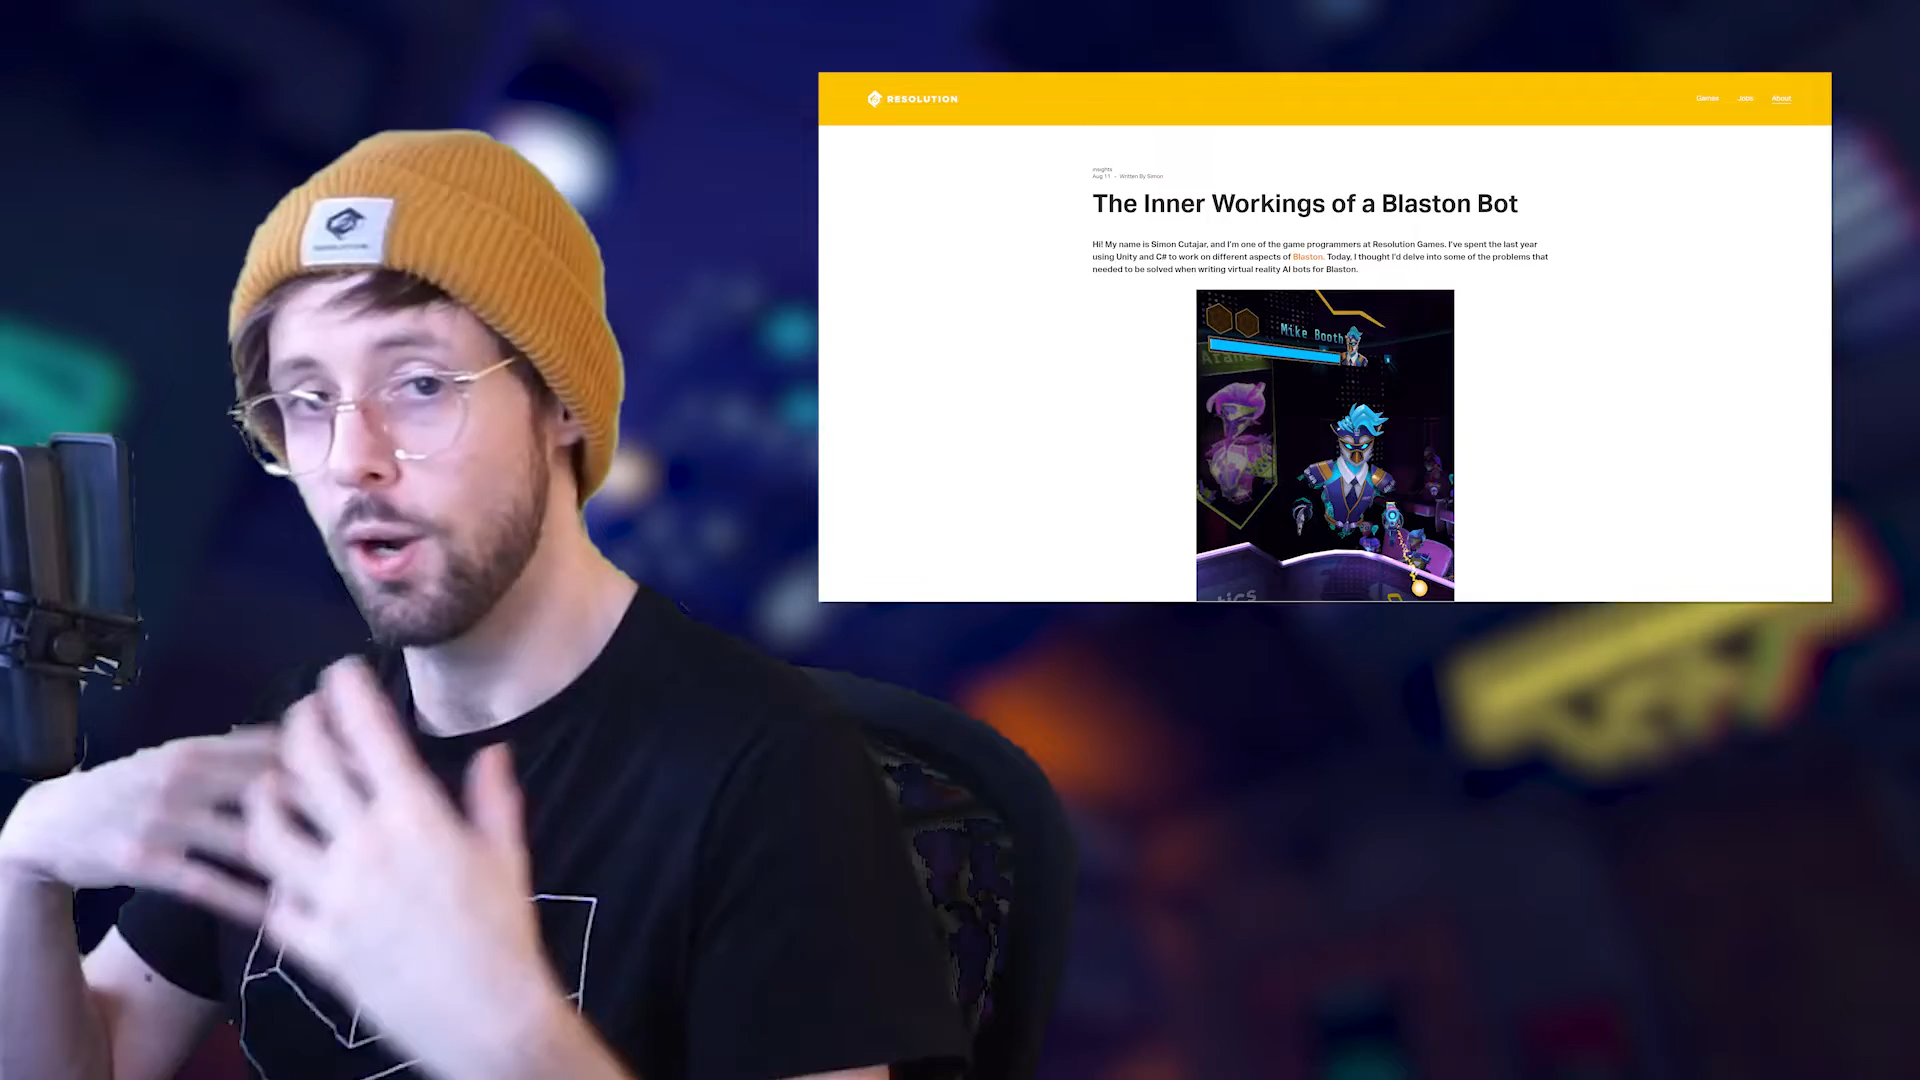 RESOLUTION
RESOLUTION
Games
Jobs
About
insights
Aug 11 - Written By Simon
The Inner Workings of a Blaston Bot
Hi! My name is Simon Cutajar, and I'm one of the game programmers at Resolution Games. I've spent the last year
using Unity and C# to work on different aspects of Blaston. Today, I thought I'd delve into some of the problems that
needed to be solved when writing virtual reality AI bots for Blaston.
Mike Booth